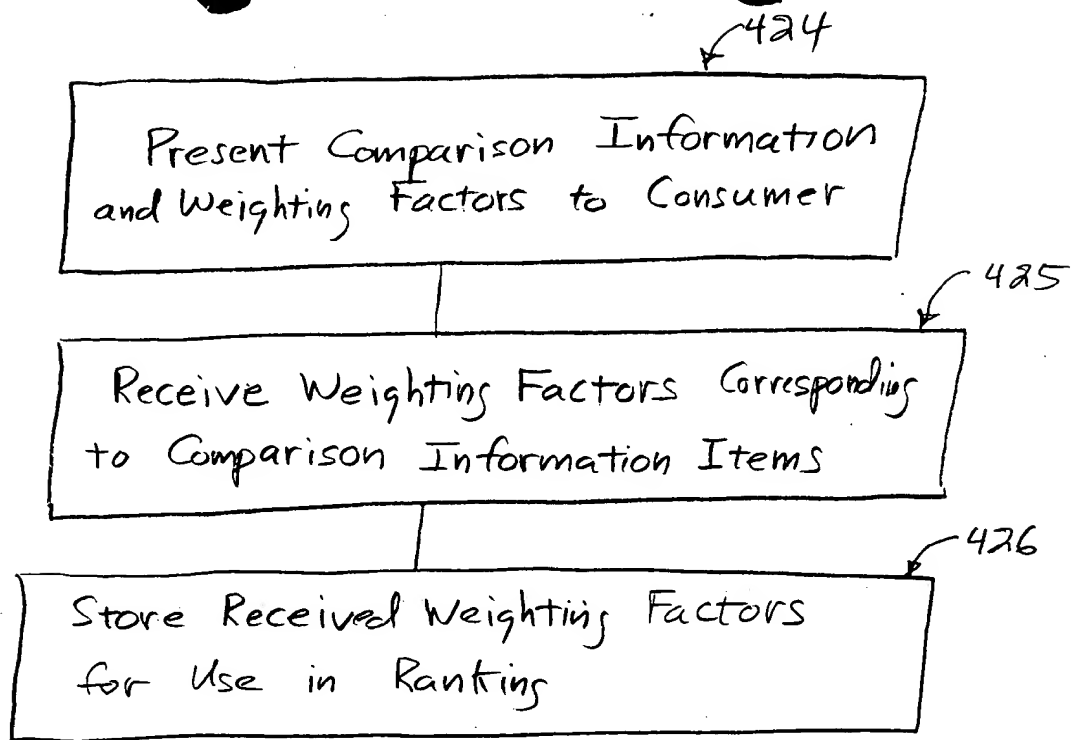 424
Present Comparison Information
and Weighting Factors to Consumer
425
Receive Weighting Factors Corresponding
to Comparison Information Items
426
Store Received Weighting Factors
for Use in Ranking